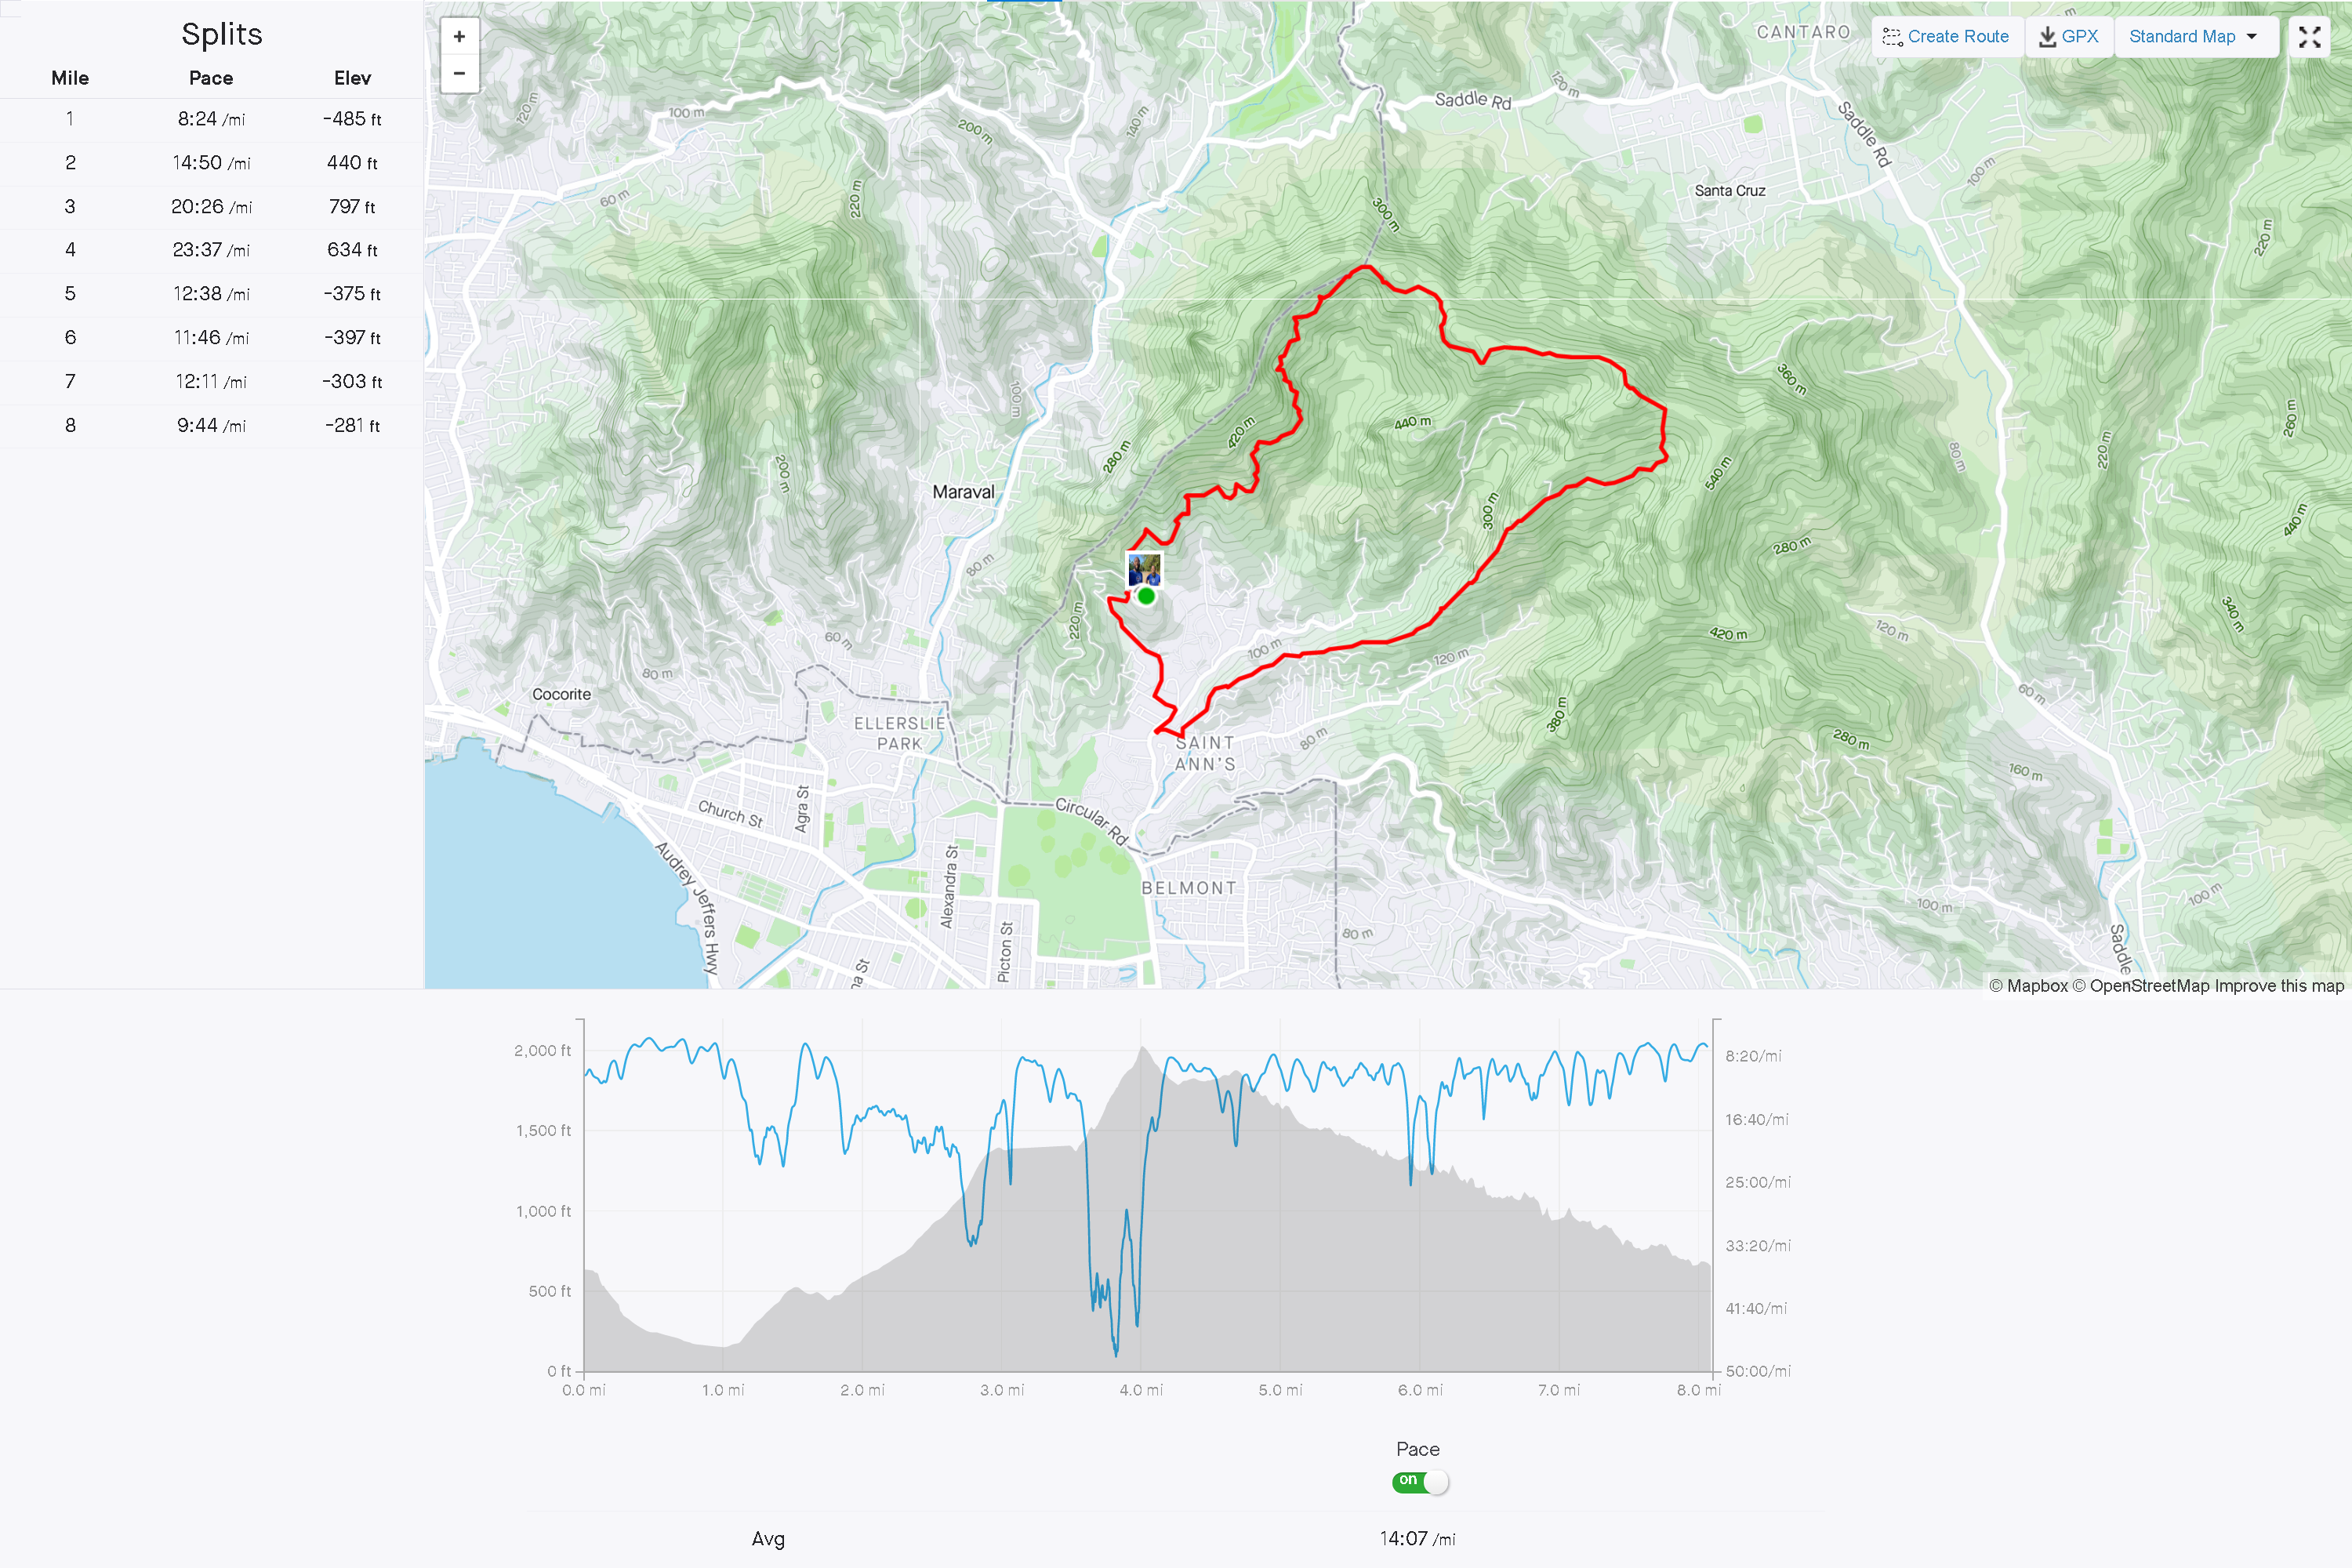 Splits
Mile Pace Elev
1 8:24 /mi -485 ft
2 14:50 /mi 440 ft
3 20:26 /mi 797 ft
4 23:37 /mi 634 ft
5 12:38 /mi -375 ft
6 11:46 /mi -397 ft
7 12:11 /mi -303 ft
8 9:44 /mi -281 ft
+
−
Create Route
GPX
Standard Map
CANTARO
Saddle Rd
120 m
m
120 m
100 m
200 m
140 m
Saddle Rd
100 m
60 m
220 m
300 m
Santa Cruz
220 m
220 m
100 m
360 m
440 m
420 m
280 m
260 m
80 m
200 m
Maraval
300 m
540 m
440 m
280 m
80 m
220 m
60 m
420 m
120 m
340 m
100 m
120 m
80 m
Cocorite
60 m
ELLERSLIE
PARK
380 m
280 m
80 m
SAINT
ANN'S
160 m
Church St
Agra St
Circular Rd
Audrey Jeffers Hwy
Alexandra St
BELMONT
100 m
100 m
Picton St
80 m
Saddle
na St
© Mapbox © OpenStreetMap Improve this map
2,000 ft
1,500 ft
1,000 ft
500 ft
0 ft
8:20/mi
16:40/mi
25:00/mi
33:20/mi
41:40/mi
50:00/mi
0.0 mi 1.0 mi 2.0 mi 3.0 mi 4.0 mi 5.0 mi 6.0 mi 7.0 mi 8.0 mi
Pace
on
Avg 14:07 /mi